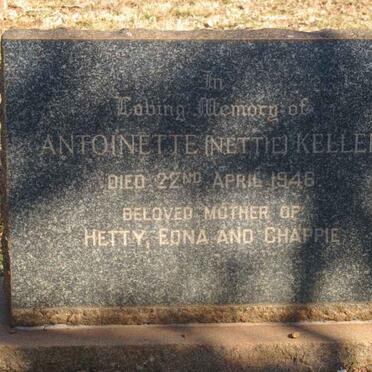 In
Loving Memory of
ANTOINETTE (NETTIE) KELLER
DIED 22ND APRIL 1946
BELOVED MOTHER OF
HETTY, EDNA AND CHAPPIE